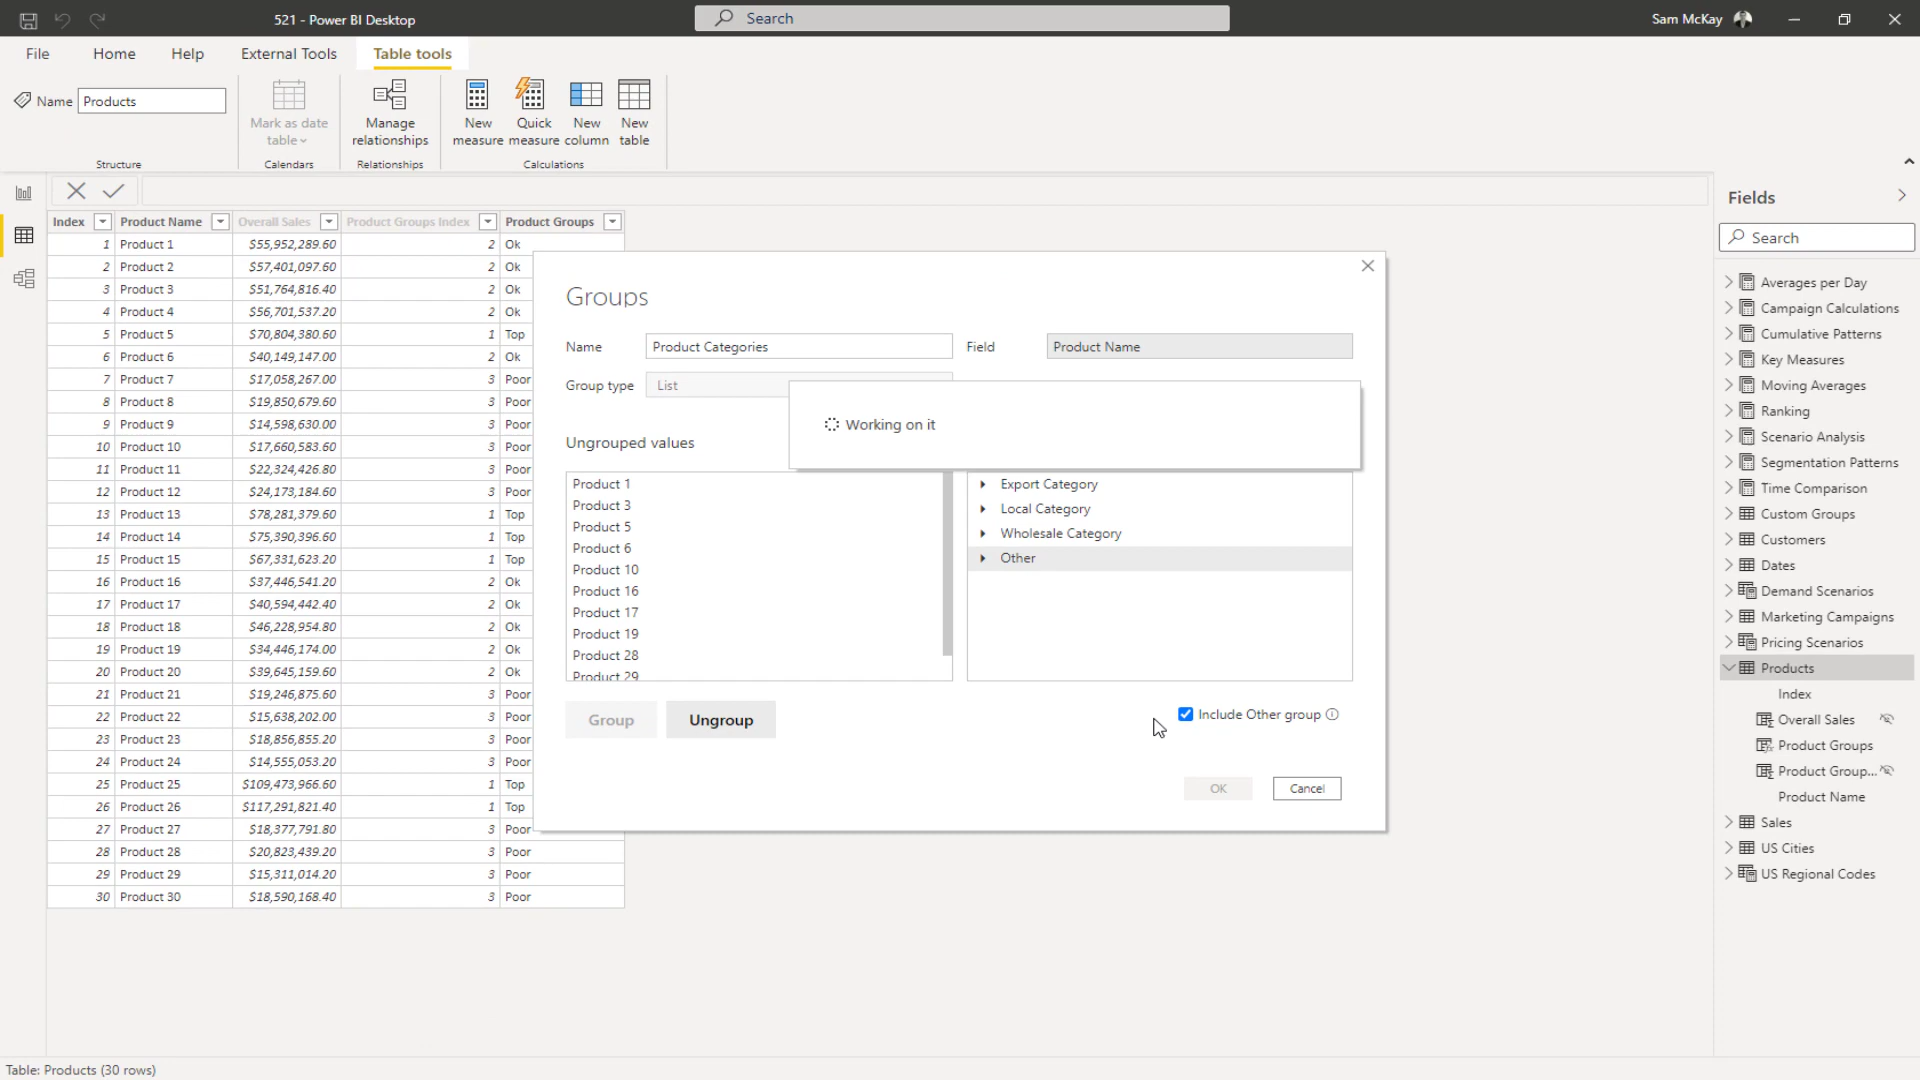 521 - Power BI Desktop
Search
Sam McKay
File
Home
Help
External Tools
Table tools
Name
Products
Mark as date
table
Manage
relationships
New
measure
Quick
measure
New
column
New
table
Structure
Calendars
Relationships
Calculations
Index Product Name Overall Sales Product Groups Index Product Groups
1 Product 1 $55,952,289.60 2 Ok
2 Product 2 $57,401,097.60 2 Ok
3 Product 3 $51,764,816.40 2 Ok
4 Product 4 $56,701,537.20 2 Ok
5 Product 5 $70,804,380.60 1 Top
6 Product 6 $40,149,147.00 2 Ok
7 Product 7 $17,058,267.00 3 Poor
8 Product 8 $19,850,679.60 3 Poor
9 Product 9 $14,598,630.00 3 Poor
10 Product 10 $17,660,583.60 3 Poor
11 Product 11 $22,324,426.80 3 Poor
12 Product 12 $24,173,184.60 3 Poor
13 Product 13 $78,281,379.60 1 Top
14 Product 14 $75,390,396.60 1 Top
15 Product 15 $67,331,623.20 1 Top
16 Product 16 $37,446,541.20 2 Ok
17 Product 17 $40,594,442.40 2 Ok
18 Product 18 $46,228,954.80 2 Ok
19 Product 19 $34,446,174.00 2 Ok
20 Product 20 $39,645,159.60 2 Ok
21 Product 21 $19,246,875.60 3 Poor
22 Product 22 $15,638,202.00 3 Poor
23 Product 23 $18,856,855.20 3 Poor
24 Product 24 $14,555,053.20 3 Poor
25 Product 25 $109,473,966.60 1 Top
26 Product 26 $117,291,821.40 1 Top
27 Product 27 $18,377,791.80 3 Poor
28 Product 28 $20,823,439.20 3 Poor
29 Product 29 $15,311,014.20 3 Poor
30 Product 30 $18,590,168.40 3 Poor
Groups
Name
Product Categories
Field
Product Name
Group type
List
Working on it
Ungrouped values
Product 1
Product 3
Product 5
Product 6
Product 10
Product 16
Product 17
Product 19
Product 28
Product 29
Export Category
Local Category
Wholesale Category
Other
Group
Ungroup
Include Other group
OK
Cancel
Fields
Search
Averages per Day
Campaign Calculations
Cumulative Patterns
Key Measures
Moving Averages
Ranking
Scenario Analysis
Segmentation Patterns
Time Comparison
Custom Groups
Customers
Dates
Demand Scenarios
Marketing Campaigns
Pricing Scenarios
Products
Index
Overall Sales
Product Groups
Product Group...
Product Name
Sales
US Cities
US Regional Codes
Table: Products (30 rows)